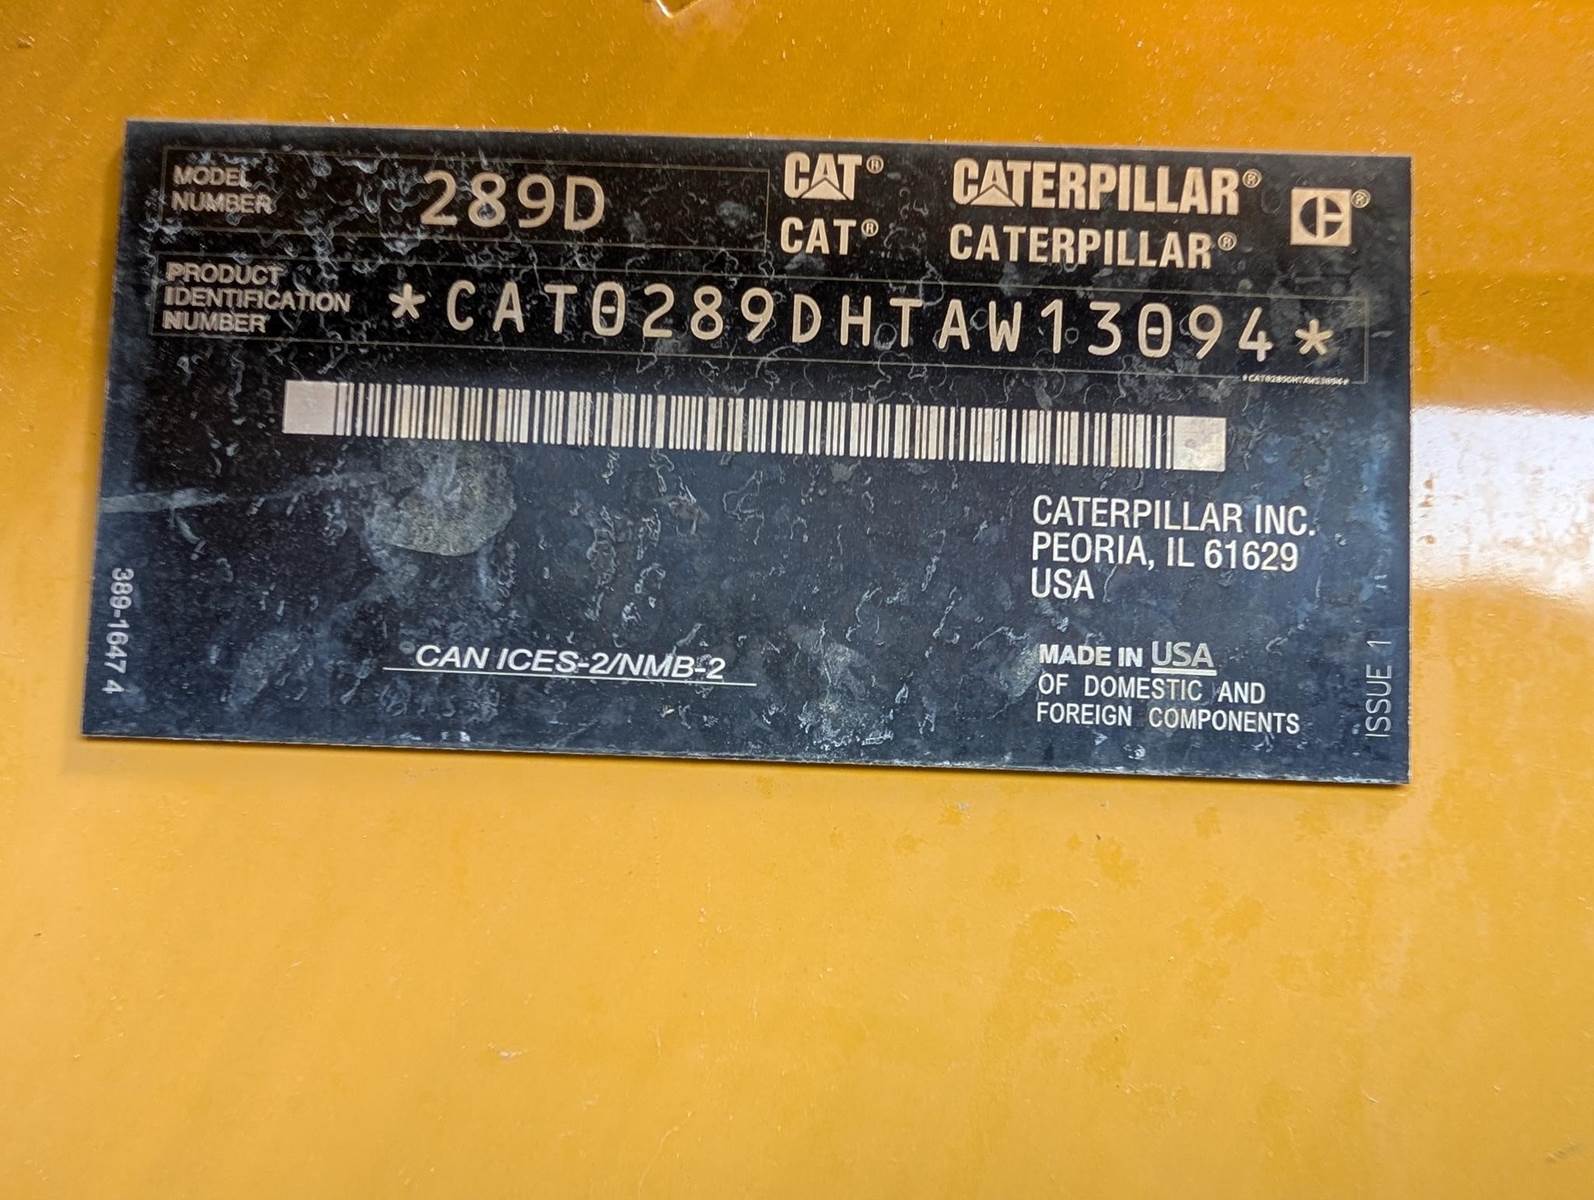 MODEL
NUMBER
289D
CAT® CATERPILLAR® ®
CAT® CATERPILLAR®
PRODUCT
IDENTIFICATION
NUMBER
*CAT0289DHTAW13094*
CATERPILLAR INC.
PEORIA, IL 61629
USA
CAN ICES-2/NMB-2
MADE IN USA
OF DOMESTIC AND
FOREIGN COMPONENTS
389-1647 4
ISSUE 1